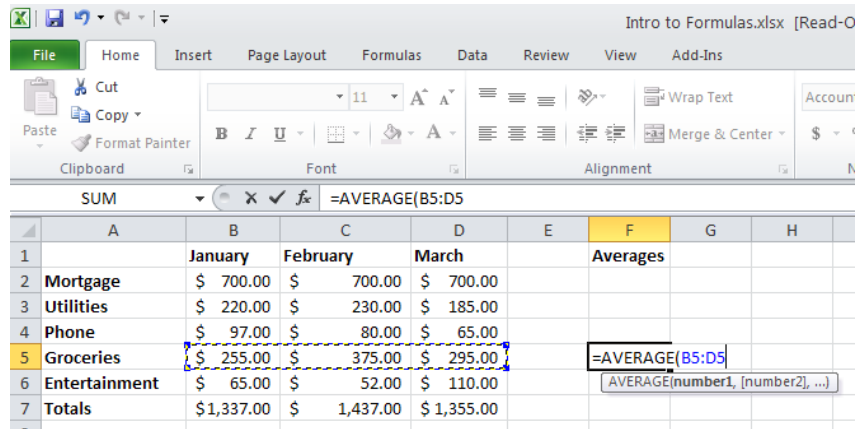 Intro to Formulas.xlsx [Read-O
File Home Insert Page Layout Formulas Data Review View Add-Ins
Paste
Cut
Copy
Format Painter
Clipboard
11 A A
B I U A
Font
Wrap Text
Merge & Center
Alignment
Accoun
$
SUM fx =AVERAGE(B5:D5
A B C D E F G H
1 January February March Averages
2 Mortgage $ 700.00 $ 700.00 $ 700.00
3 Utilities $ 220.00 $ 230.00 $ 185.00
4 Phone $ 97.00 $ 80.00 $ 65.00
5 Groceries $ 255.00 $ 375.00 $ 295.00 =AVERAGE(B5:D5
6 Entertainment $ 65.00 $ 52.00 $ 110.00 AVERAGE(number1, [number2], ...)
7 Totals $1,337.00 $ 1,437.00 $ 1,355.00